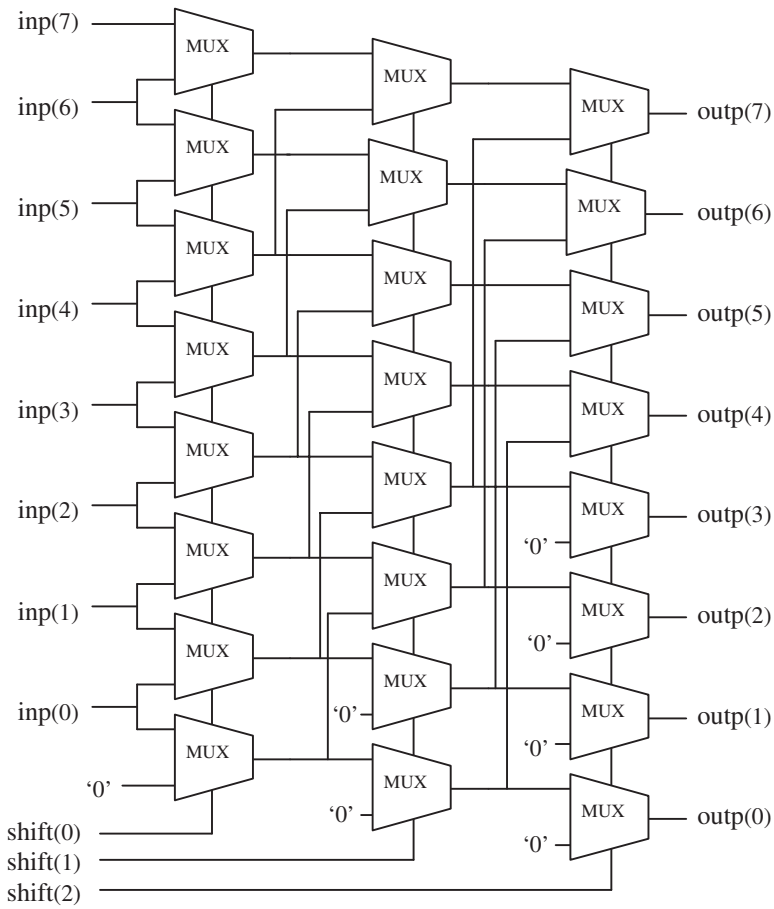 inp(7)
MUX
MUX
MUX
inp(6)
outp(7)
MUX
MUX
inp(5)
MUX
outp(6)
MUX
MUX
inp(4)
MUX
outp(5)
MUX
MUX
inp(3)
MUX
outp(4)
MUX
MUX
inp(2)
MUX
outp(3)
‘0’
MUX
MUX
inp(1)
MUX
outp(2)
‘0’
MUX
MUX
inp(0)
‘0’
MUX
outp(1)
‘0’
MUX
MUX
‘0’
‘0’
MUX
outp(0)
shift(0)
‘0’
shift(1)
shift(2)